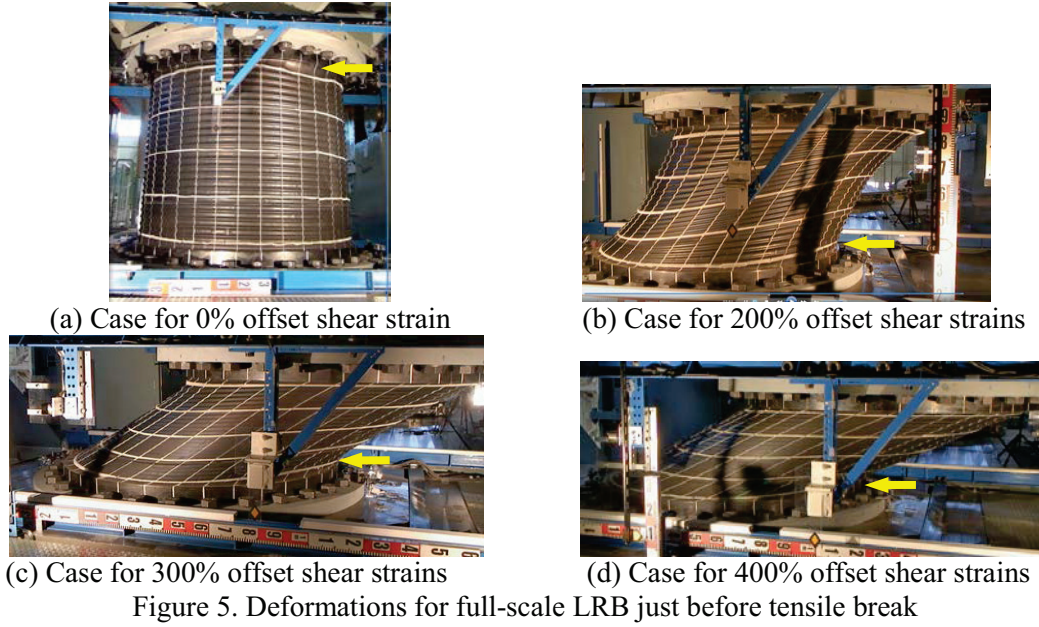 (a) Case for 0% offset shear strain
(b) Case for 200% offset shear strains
(c) Case for 300% offset shear strains
(d) Case for 400% offset shear strains
Figure 5. Deformations for full-scale LRB just before tensile break